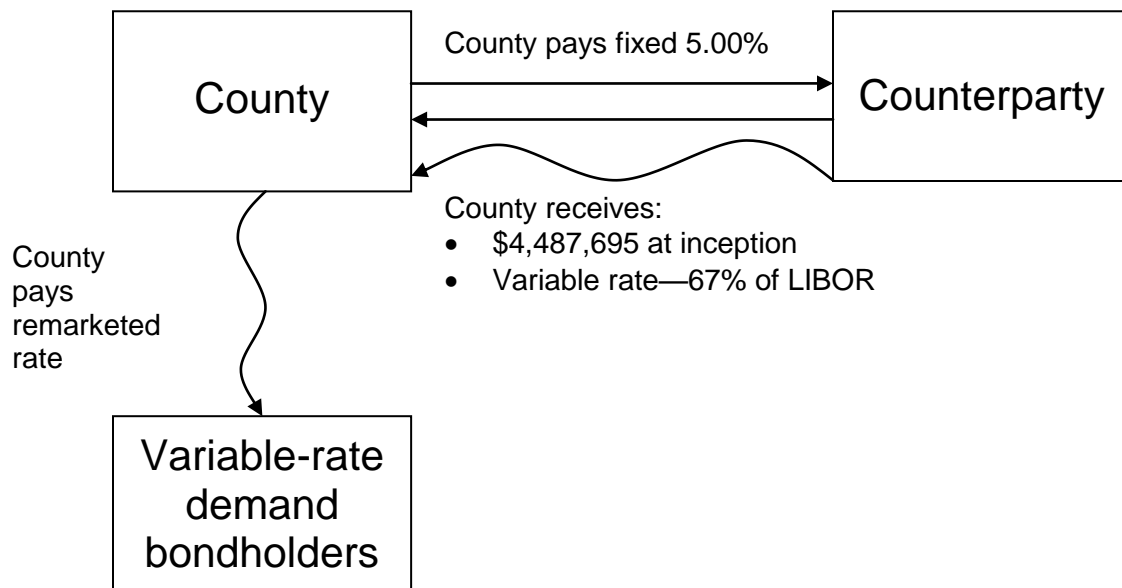 County pays fixed 5.00%
County
Counterparty
County receives:
• $4,487,695 at inception
• Variable rate—67% of LIBOR
County
pays
remarketed
rate
Variable-rate
demand
bondholders